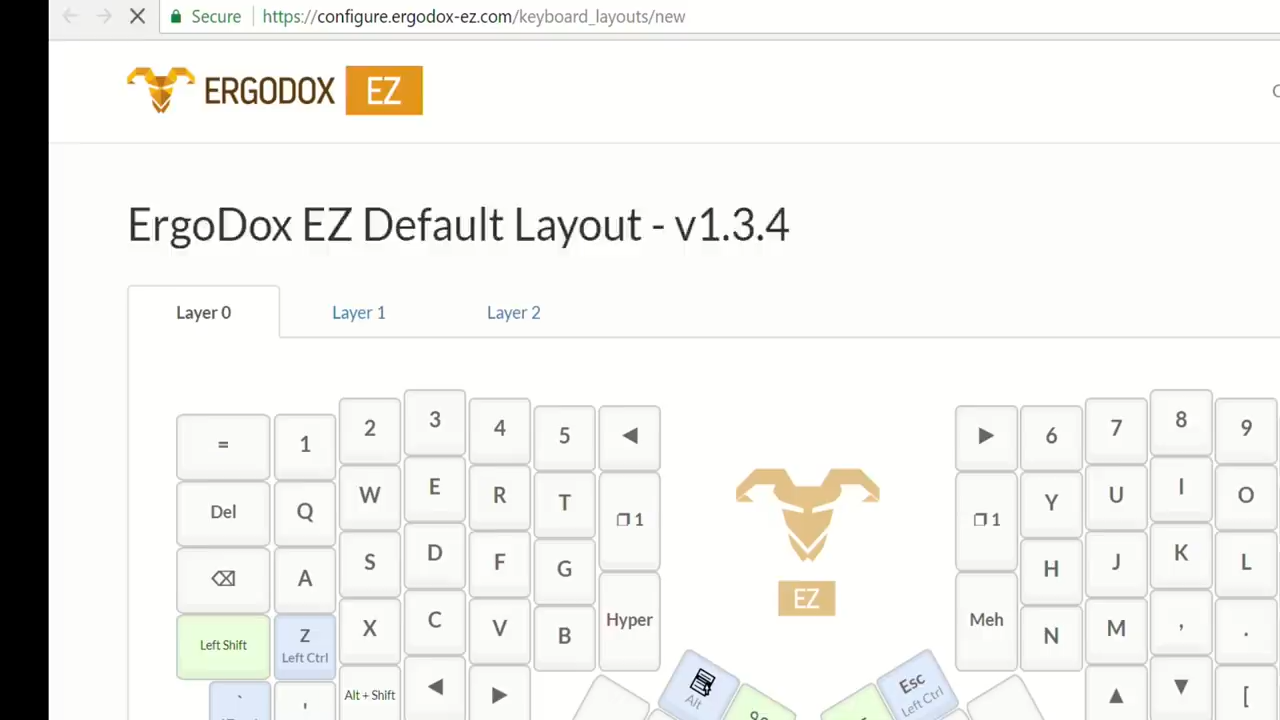 Secure https://configure.ergodox-ez.com/keyboard_layouts/new
ERGODOX EZ
ErgoDox EZ Default Layout - v1.3.4
Layer 0 Layer 1 Layer 2
= 1 2 3 4 5 ◀ ▶ 6 7 8 9
Del Q W E R T 1 1 Y U I O
⌫ A S D F G H J K L
Left Shift Z Left Ctrl X C V B Hyper EZ Meh N M , .
` ' Alt + Shift ◀ ▶ Alt Esc Left Ctrl ▲ ▼ [